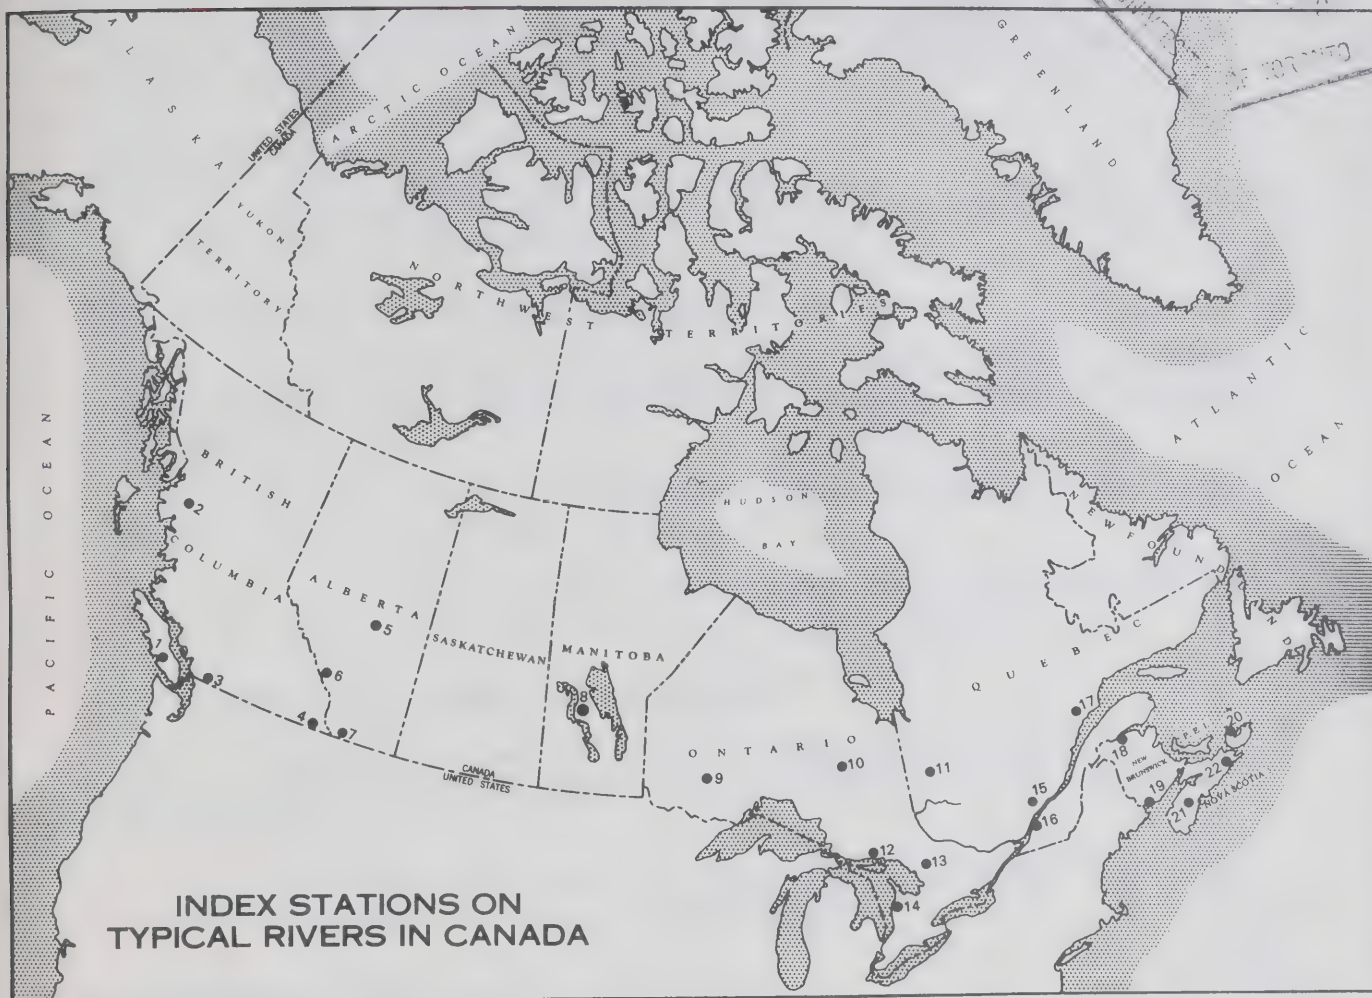 ALASKA
ARCTIC OCEAN
GREENLAND
UNITED STATES
CANADA
YUKON
TERRITORY
NORTHWEST TERRITORIES
PACIFIC OCEAN
ATLANTIC
OCEAN
BRITISH
COLUMBIA
HUDSON
BAY
NEWFOUNDLAND
ALBERTA
SASKATCHEWAN
MANITOBA
QUEBEC
ONTARIO
P.E.I.
NEW
BRUNSWICK
NOVA SCOTIA
CANADA
UNITED STATES
1
2
3
4
5
6
7
8
9
10
11
12
13
14
15
16
17
18
19
20
21
22
INDEX STATIONS ON
TYPICAL RIVERS IN CANADA